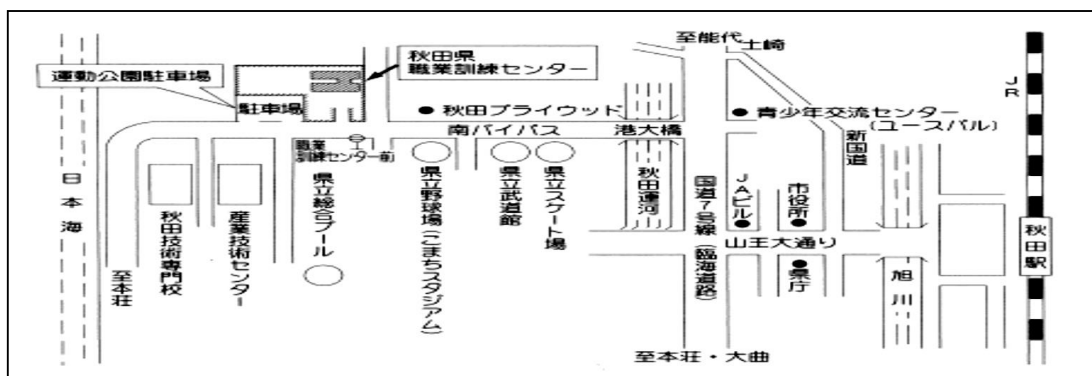 至能代
土崎
秋田県
職業訓練センター
運動公園駐車場
JR
駐車場
秋田プライウッド
青少年交流センター
(ユースパル)
南バイパス
港大橋
新国道
職業
訓練センター前
日本海
秋田技術専門校
産業技術センター
県立総合プール
県立野球場(こまちスタジアム)
県立武道館
県立スケート場
秋田運河
国道7号線(臨海道路)
JAビル
市役所
山王大通り
県庁
旭川
秋田駅
至本荘
至本荘・大曲